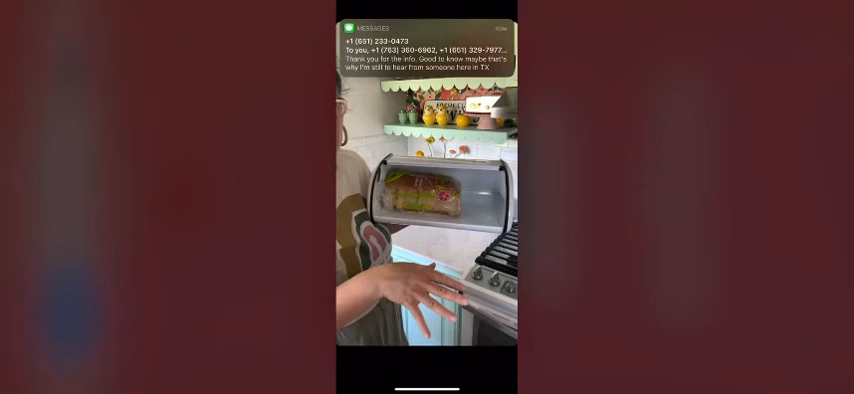 MESSAGES
now
+1 (651) 233-0473
To you, +1 (763) 360-6962, +1 (651) 329-7977...
Thank you for the info. Good to know maybe that's
why I'm still to hear from someone here in TX